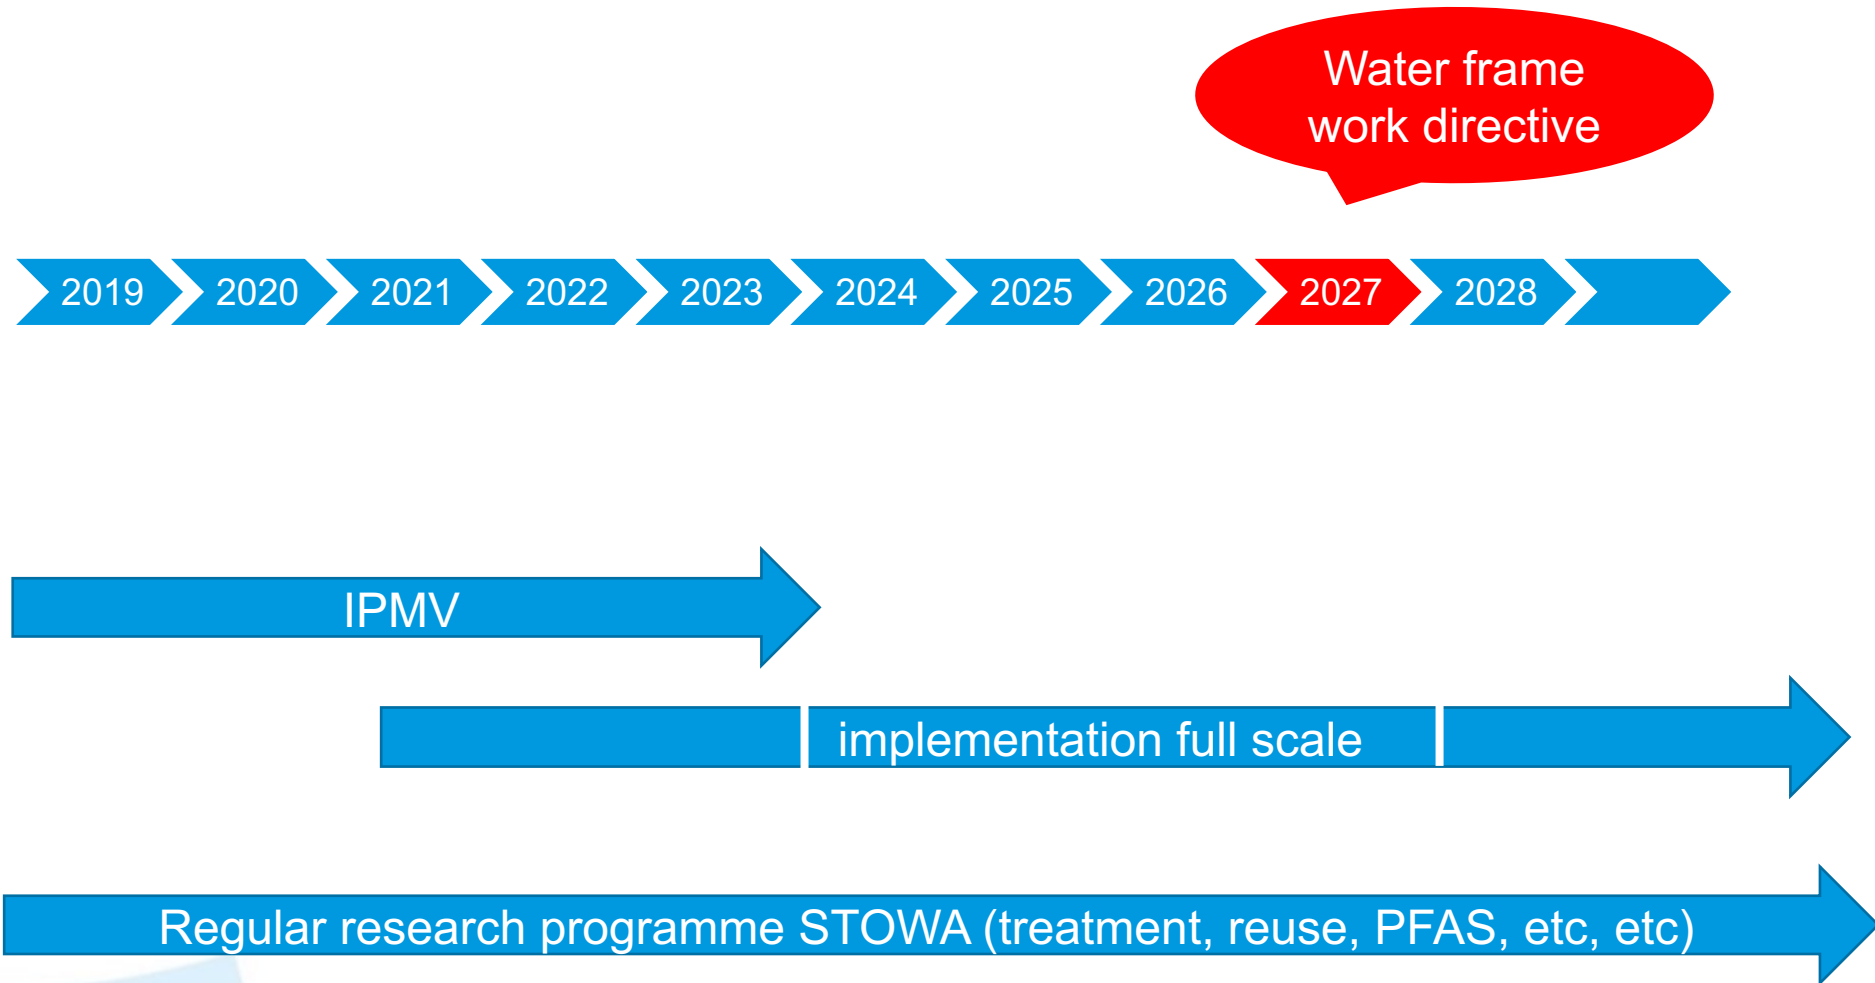 Water frame
work directive
2019 2020 2021 2022 2023 2024 2025 2026 2027 2028
IPMV
implementation full scale
Regular research programme STOWA (treatment, reuse, PFAS, etc, etc)